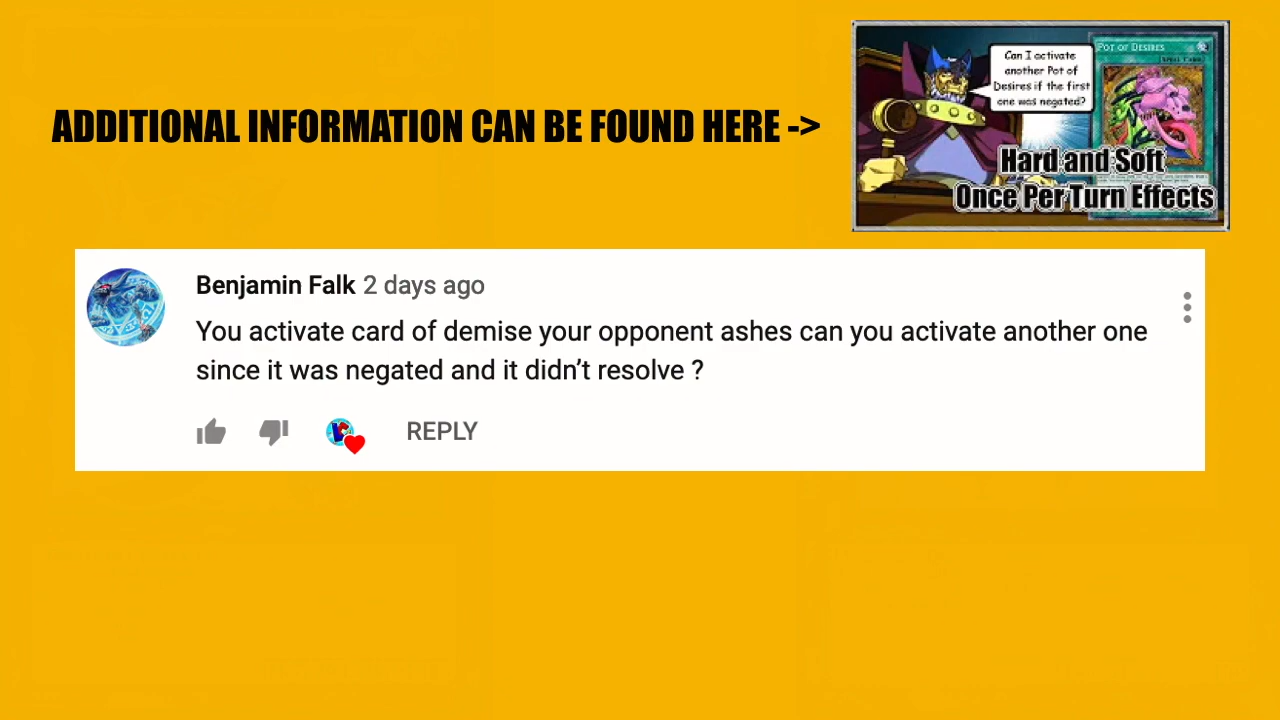 ADDITIONAL INFORMATION CAN BE FOUND HERE ->
Can I activate
another Pot of
Desires if the first
one was negated?
POT OF DESIRES
[SPELL CARD]
Hard and Soft
Once Per Turn Effects
Benjamin Falk 2 days ago
You activate card of demise your opponent ashes can you activate another one
since it was negated and it didn’t resolve ?
REPLY